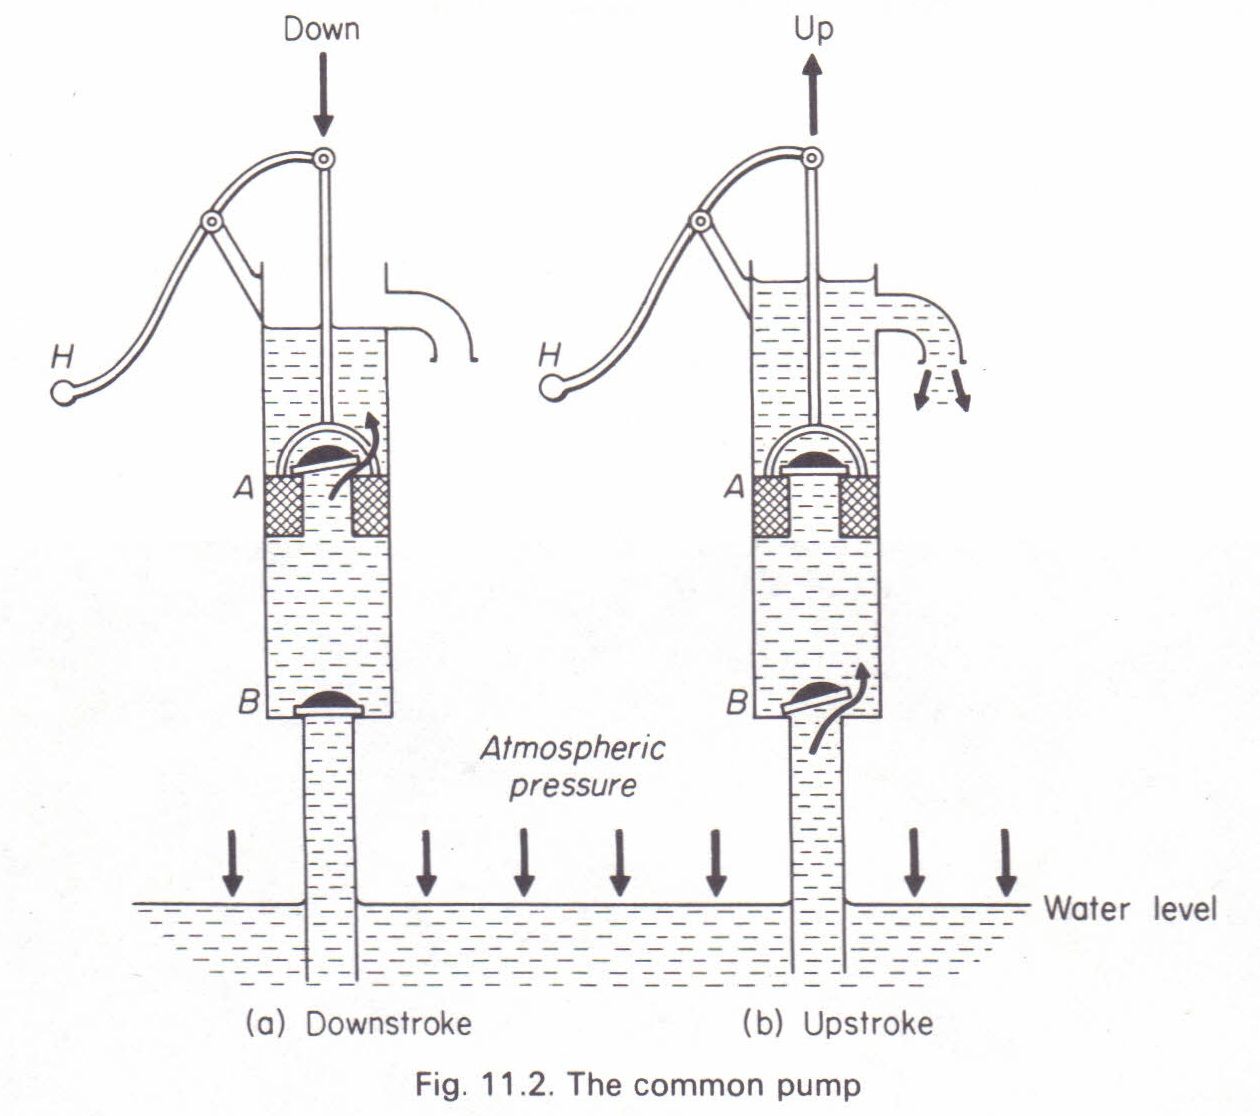 Down
Up
H
H
A
A
B
B
Atmospheric
pressure
Water level
(a) Downstroke
(b) Upstroke
Fig. 11.2. The common pump